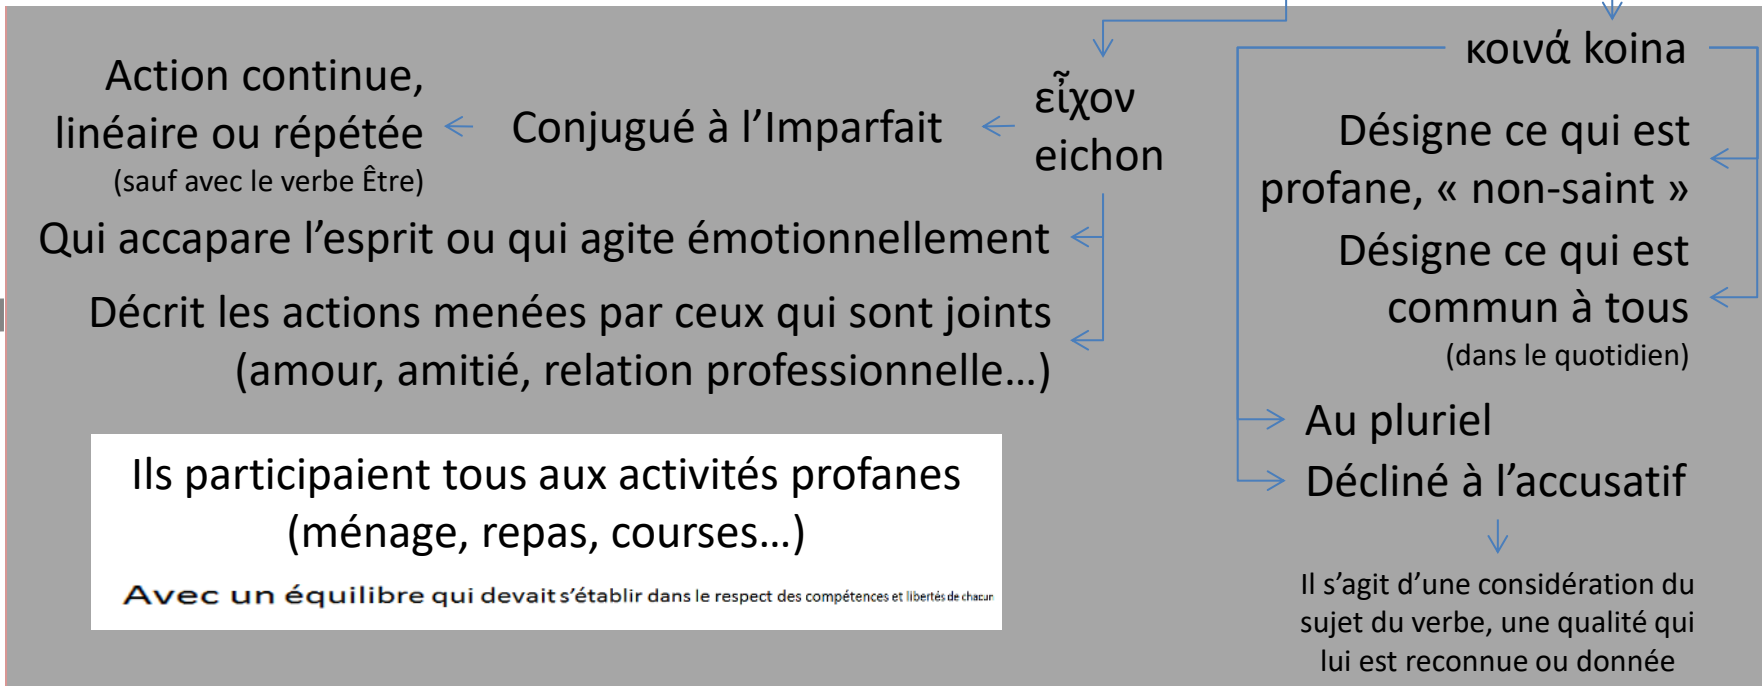 Action continue,
linéaire ou répétée
(sauf avec le verbe Être)
Conjugué à l’Imparfait
εἶχον
eichon
Qui accapare l’esprit ou qui agite émotionnellement
Décrit les actions menées par ceux qui sont joints
(amour, amitié, relation professionnelle…)
Ils participaient tous aux activités profanes
(ménage, repas, courses…)
Avec un équilibre qui devait s’établir dans le respect des compétences et libertés de chacun
κοινά koina
Désigne ce qui est
profane, « non-saint »
Désigne ce qui est
commun à tous
(dans le quotidien)
Au pluriel
Décliné à l’accusatif
Il s’agit d’une considération du
sujet du verbe, une qualité qui
lui est reconnue ou donnée